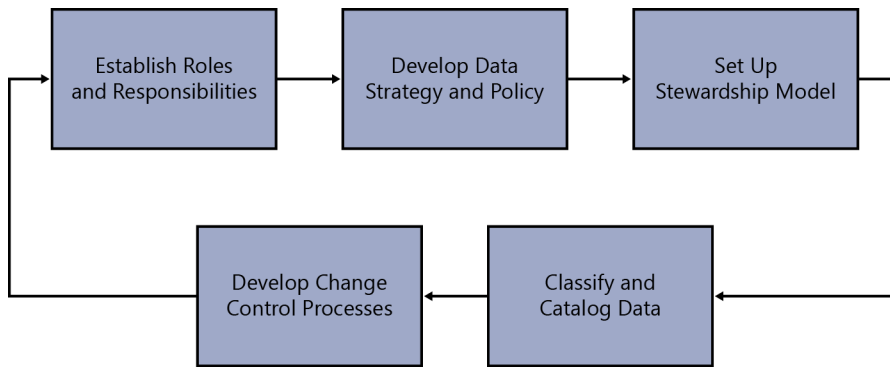 Establish Roles
and Responsibilities
Develop Data
Strategy and Policy
Set Up
Stewardship Model
Classify and
Catalog Data
Develop Change
Control Processes